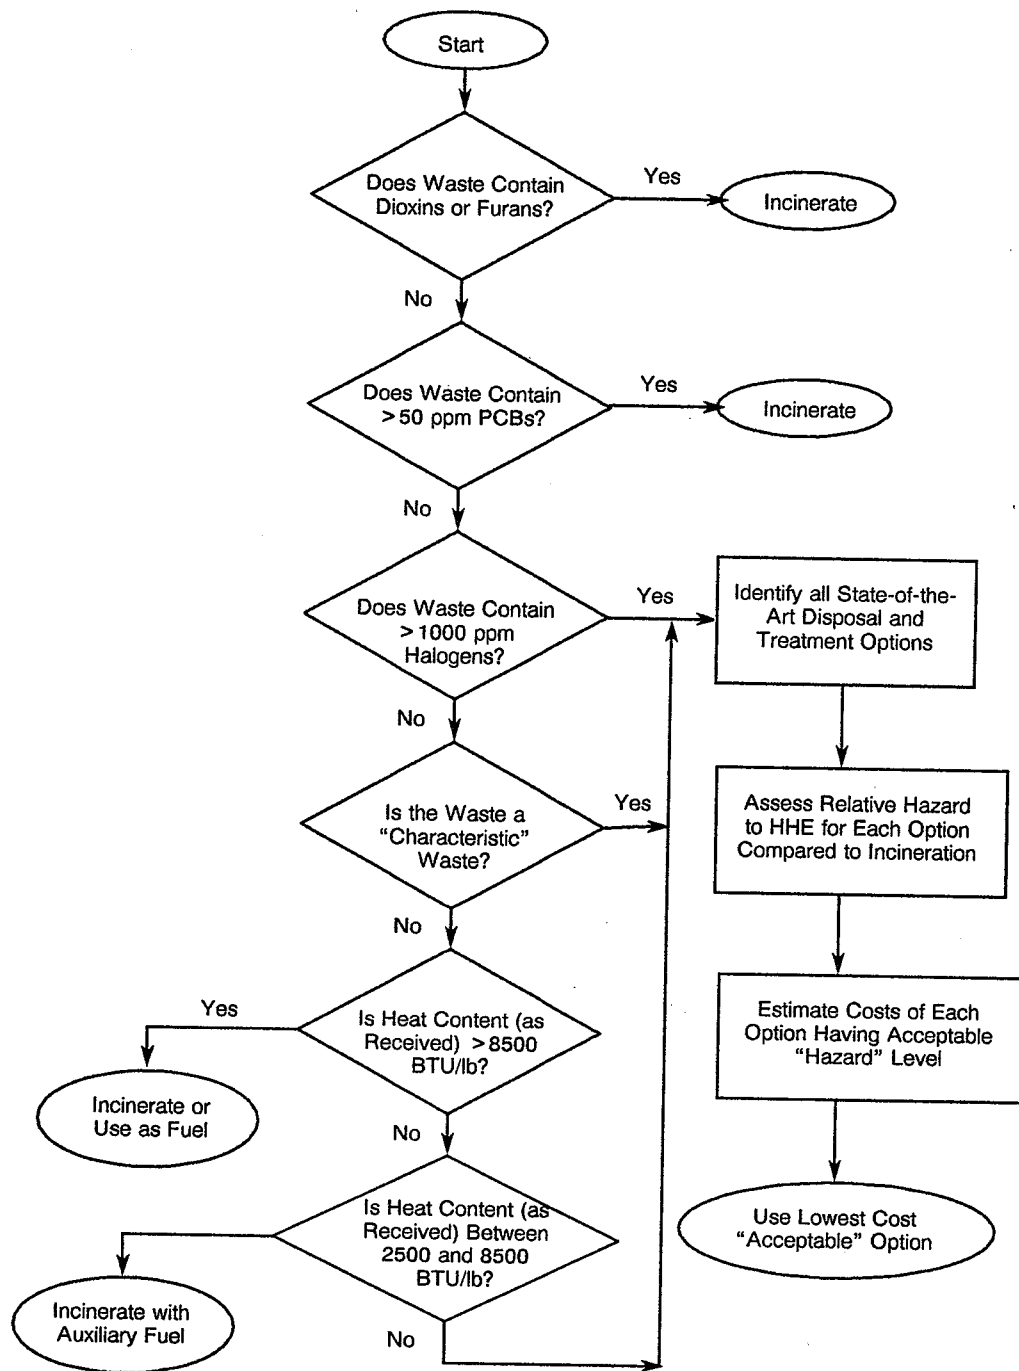 Start
Does Waste Contain
Dioxins or Furans?
Yes
Incinerate
No
Does Waste Contain
>50 ppm PCBs?
Yes
Incinerate
No
Does Waste Contain
>1000 ppm
Halogens?
Yes
Identify all State-of-the-
Art Disposal and
Treatment Options
No
Is the Waste a
"Characteristic"
Waste?
Yes
Assess Relative Hazard
to HHE for Each Option
Compared to Incineration
No
Is Heat Content (as
Received) >8500
BTU/lb?
Yes
Incinerate or
Use as Fuel
Estimate Costs of Each
Option Having Acceptable
"Hazard" Level
No
Is Heat Content (as
Received) Between
2500 and 8500
BTU/lb?
Use Lowest Cost
"Acceptable" Option
Incinerate with
Auxiliary Fuel
No